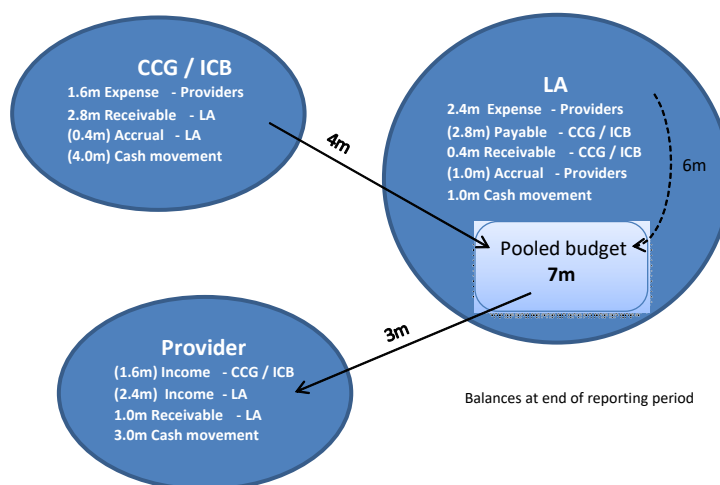 CCG / ICB
1.6m Expense - Providers
2.8m Receivable - LA
(0.4m) Accrual - LA
(4.0m) Cash movement
LA
2.4m Expense - Providers
(2.8m) Payable - CCG / ICB
0.4m Receivable - CCG / ICB
(1.0m) Accrual - Providers
1.0m Cash movement
4m
6m
Pooled budget
7m
3m
Provider
(1.6m) Income - CCG / ICB
(2.4m) Income - LA
1.0m Receivable - LA
3.0m Cash movement
Balances at end of reporting period